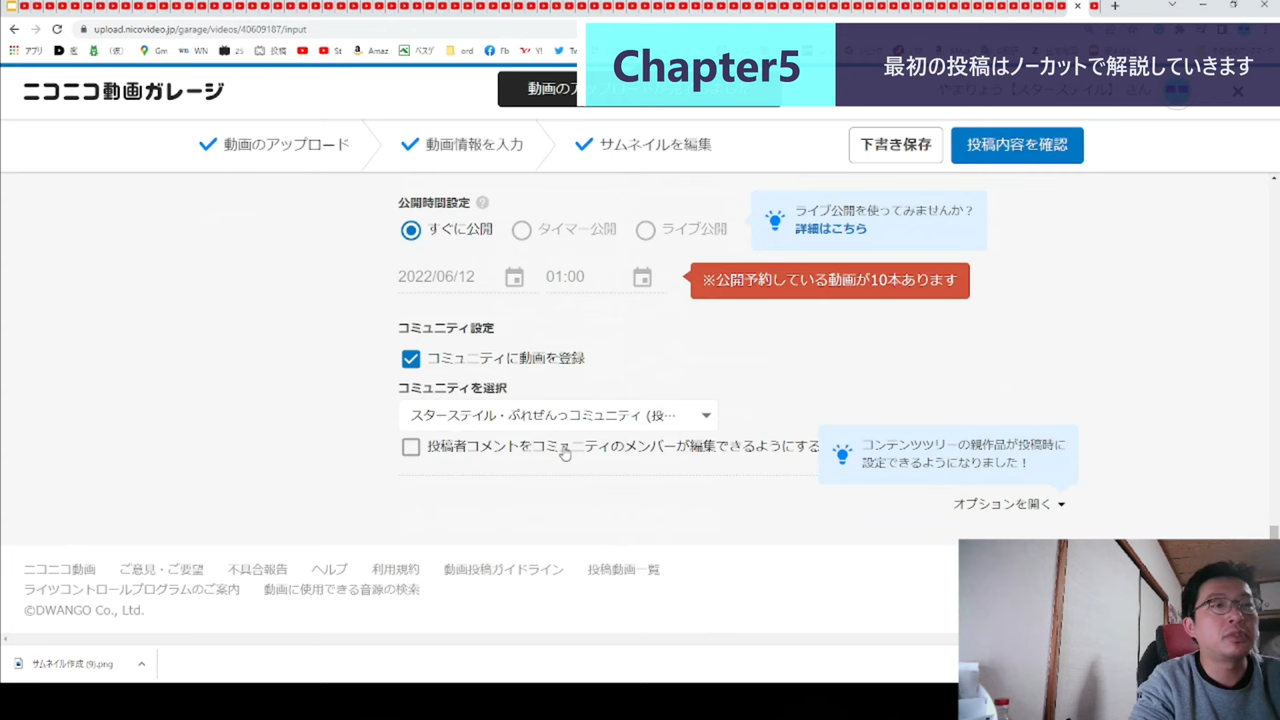 upload.nicovideo.jp/garage/videos/40609187/input
アプリ
Gm
WN
25
投稿
St
Amaz
ベスグ
ord
Fb
Y!
Chapter5
最初の投稿はノーカットで解説していきます
ニコニコ動画ガレージ
動画のア
動画のアップロード
動画情報を入力
サムネイルを編集
下書き保存
投稿内容を確認
公開時間設定
すぐに公開
タイマー公開
ライブ公開
ライブ公開を使ってみませんか?
詳細はこちら
2022/06/12
01:00
※公開予約している動画が10本あります
コミュニティ設定
コミュニティに動画を登録
コミュニティを選択
スターステイル・ぷれぜんっコミュニティ (投…
投稿者コメントをコミュニティのメンバーが編集できるようにする
コンテンツツリーの親作品が投稿時に
設定できるようになりました!
オプションを開く
ニコニコ動画 ご意見・ご要望 不具合報告 ヘルプ 利用規約 動画投稿ガイドライン 投稿動画一覧
ライツコントロールプログラムのご案内 動画に使用できる音源の検索
©DWANGO Co., Ltd.
サムネイル作成 (9).png